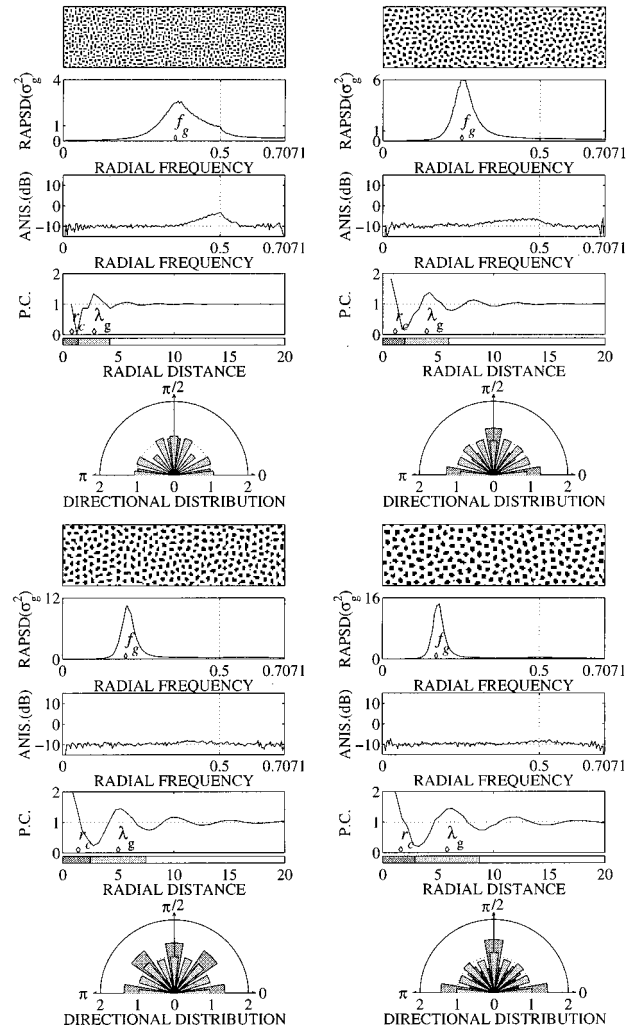 RAPSD(σ²g)
4
1
0
fg
0 0.5 0.7071
RADIAL FREQUENCY
ANIS.(dB)
10
0
−10
0 0.5 0.7071
RADIAL FREQUENCY
P.C.
2
1
0
rc λg
0 5 10 15 20
RADIAL DISTANCE
π/2
π 0
2 1 0 1 2
DIRECTIONAL DISTRIBUTION
RAPSD(σ²g)
6
1
0
fg
0 0.5 0.7071
RADIAL FREQUENCY
ANIS.(dB)
10
0
−10
0 0.5 0.7071
RADIAL FREQUENCY
P.C.
2
1
0
rc λg
0 5 10 15 20
RADIAL DISTANCE
π/2
π 0
2 1 0 1 2
DIRECTIONAL DISTRIBUTION
RAPSD(σ²g)
12
1
0
fg
0 0.5 0.7071
RADIAL FREQUENCY
ANIS.(dB)
10
0
−10
0 0.5 0.7071
RADIAL FREQUENCY
P.C.
2
1
0
rc λg
0 5 10 15 20
RADIAL DISTANCE
π/2
π 0
2 1 0 1 2
DIRECTIONAL DISTRIBUTION
RAPSD(σ²g)
16
1
0
fg
0 0.5 0.7071
RADIAL FREQUENCY
ANIS.(dB)
10
0
−10
0 0.5 0.7071
RADIAL FREQUENCY
P.C.
2
1
0
rc λg
0 5 10 15 20
RADIAL DISTANCE
π/2
π 0
2 1 0 1 2
DIRECTIONAL DISTRIBUTION